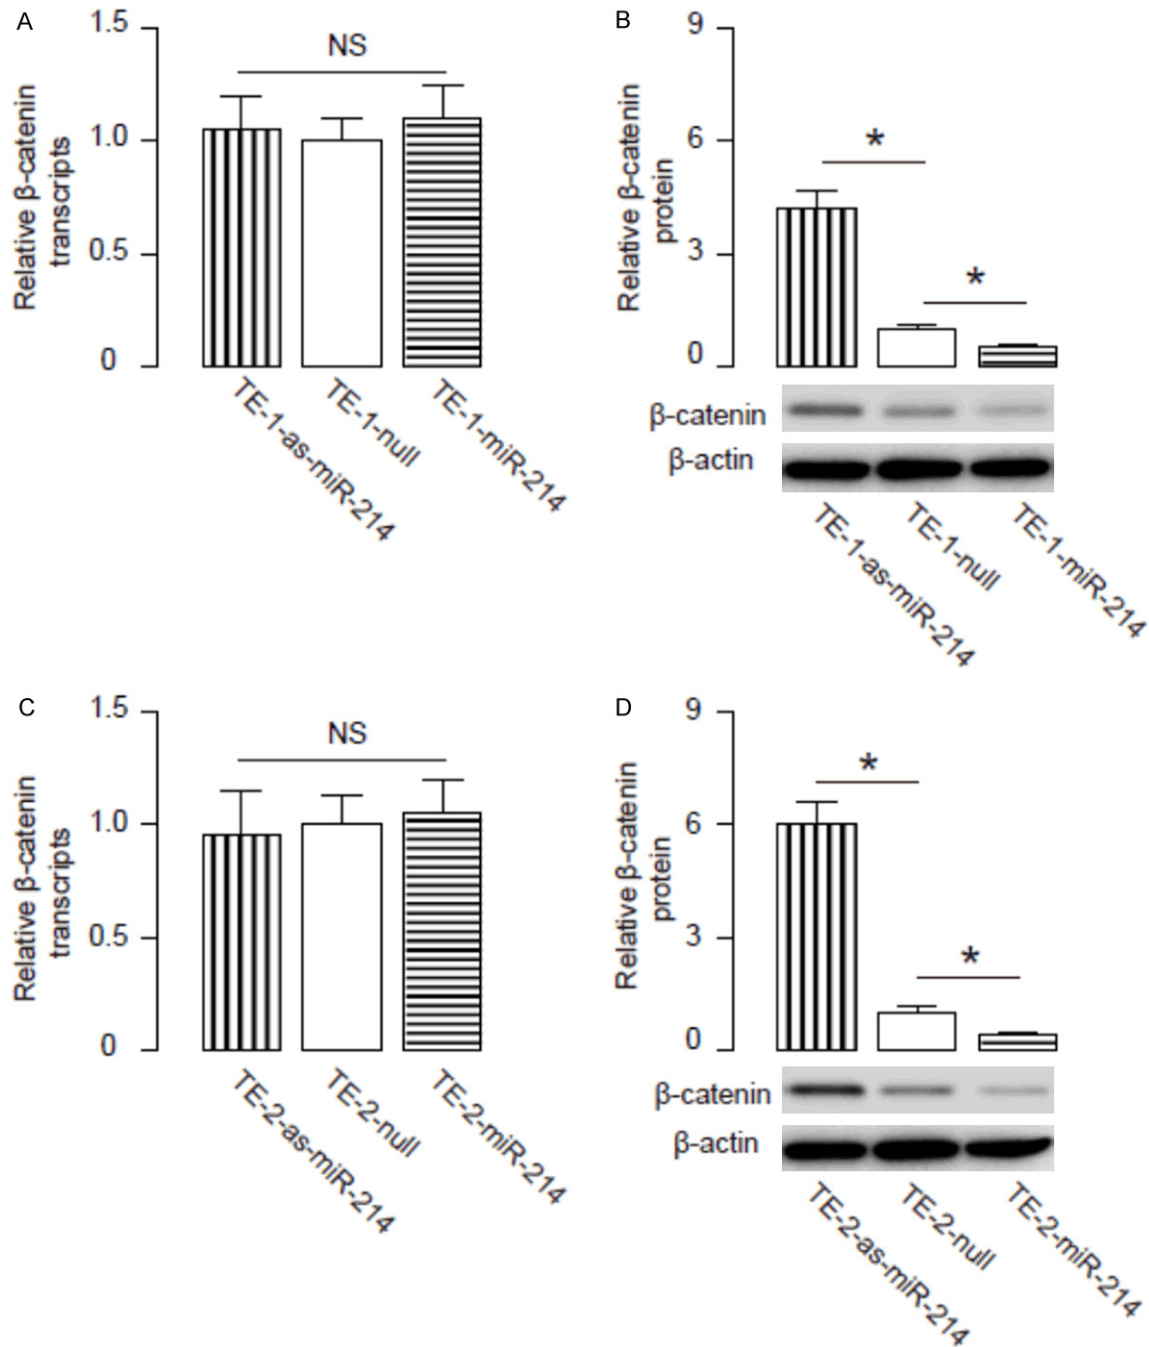 A
1.5
1.0
0.5
0
Relative β-catenin
transcripts
NS
TE-1-as-miR-214
TE-1-null
TE-1-miR-214
B
9
6
3
0
Relative β-catenin
protein
*
*
β-catenin
β-actin
TE-1-as-miR-214
TE-1-null
TE-1-miR-214
C
1.5
1.0
0.5
0
Relative β-catenin
transcripts
NS
TE-2-as-miR-214
TE-2-null
TE-2-miR-214
D
9
6
3
0
Relative β-catenin
protein
*
*
β-catenin
β-actin
TE-2-as-miR-214
TE-2-null
TE-2-miR-214